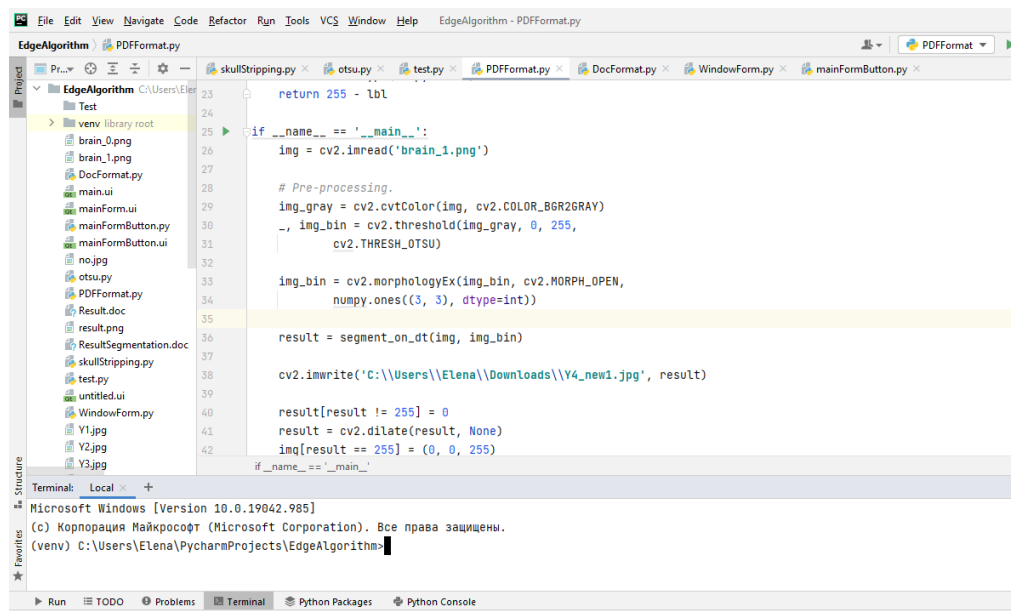 PC File Edit View Navigate Code Refactor Run Tools VCS Window Help EdgeAlgorithm - PDFFormat.py
EdgeAlgorithm PDFFormat.py PDFFormat
Project Pr... skullStripping.py otsu.py test.py PDFFormat.py DocFormat.py WindowForm.py mainFormButton.py
EdgeAlgorithm C:\Users\Eler
Test
venv library root
brain_0.png
brain_1.png
DocFormat.py
main.ui
mainForm.ui
mainFormButton.py
mainFormButton.ui
no.jpg
otsu.py
PDFFormat.py
Result.doc
result.png
ResultSegmentation.doc
skullStripping.py
test.py
untitled.ui
WindowForm.py
Y1.jpg
Y2.jpg
Y3.jpg
23 return 255 - lbl
24
25 if __name__ == '__main__':
26 img = cv2.imread('brain_1.png')
27
28 # Pre-processing.
29 img_gray = cv2.cvtColor(img, cv2.COLOR_BGR2GRAY)
30 _, img_bin = cv2.threshold(img_gray, 0, 255,
31 cv2.THRESH_OTSU)
32
33 img_bin = cv2.morphologyEx(img_bin, cv2.MORPH_OPEN,
34 numpy.ones((3, 3), dtype=int))
35
36 result = segment_on_dt(img, img_bin)
37
38 cv2.imwrite('C:\\Users\\Elena\\Downloads\\Y4_new1.jpg', result)
39
40 result[result != 255] = 0
41 result = cv2.dilate(result, None)
42 img[result == 255] = (0, 0, 255)
if __name__ == '__main__'
Structure
Favorites
Terminal: Local +
Microsoft Windows [Version 10.0.19042.985]
(c) Корпорация Майкрософт (Microsoft Corporation). Все права защищены.
(venv) C:\Users\Elena\PycharmProjects\EdgeAlgorithm>
Run TODO Problems Terminal Python Packages Python Console